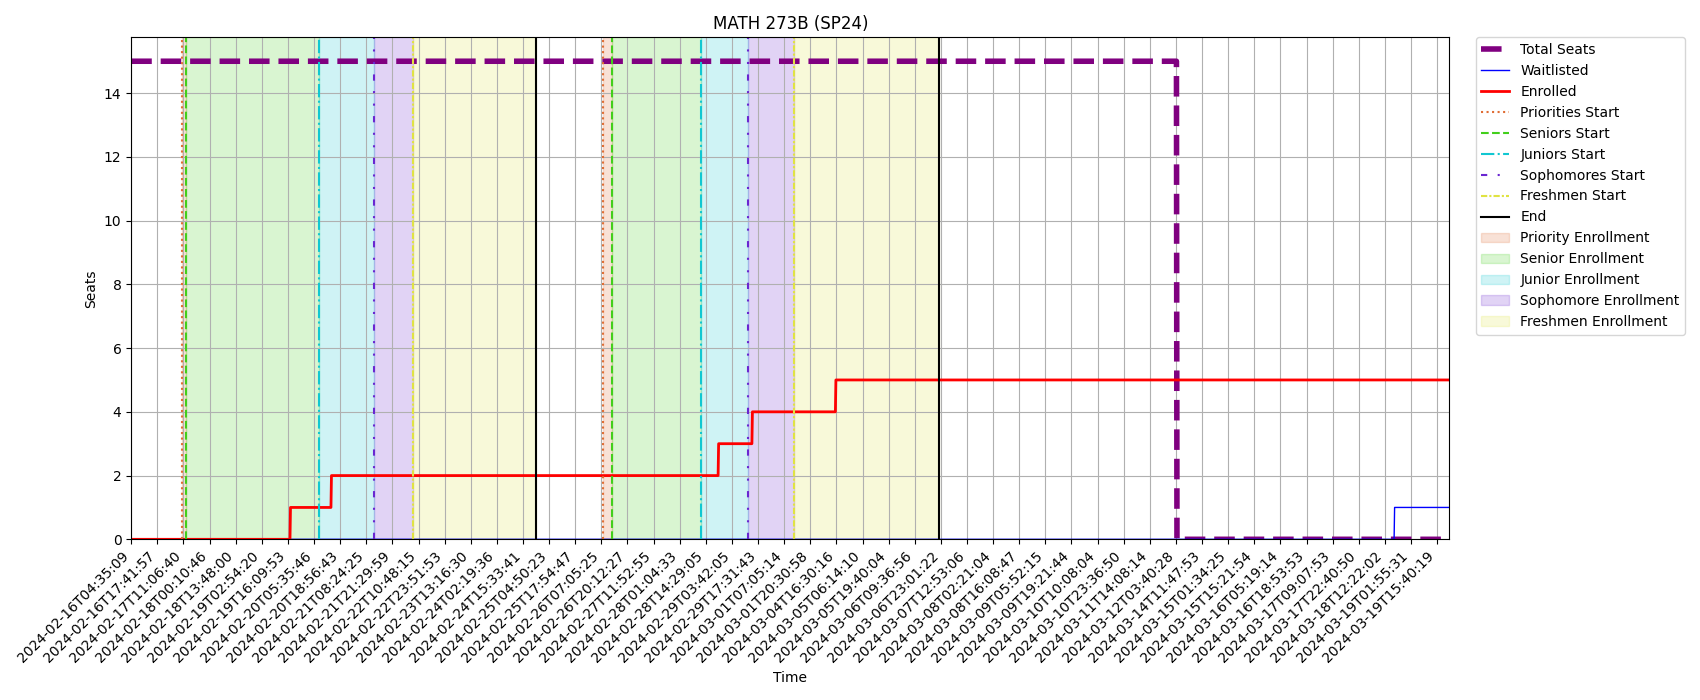 MATH 273B (SP24)
Seats
14
12
10
8
6
4
2
0
2024-02-16T04:35:09
2024-02-16T17:41:57
2024-02-17T11:06:40
2024-02-18T00:10:46
2024-02-18T13:48:00
2024-02-19T02:54:20
2024-02-19T16:09:53
2024-02-20T05:35:46
2024-02-20T18:56:43
2024-02-21T08:24:25
2024-02-21T21:29:59
2024-02-22T10:48:15
2024-02-22T23:51:53
2024-02-23T13:16:30
2024-02-24T02:19:36
2024-02-24T15:33:41
2024-02-25T04:50:23
2024-02-25T17:54:47
2024-02-26T07:05:25
2024-02-26T20:12:27
2024-02-27T11:52:55
2024-02-28T01:04:33
2024-02-28T14:29:05
2024-02-29T03:42:05
2024-02-29T17:31:43
2024-03-01T07:05:14
2024-03-01T20:30:58
2024-03-04T16:30:16
2024-03-05T06:14:10
2024-03-05T19:40:04
2024-03-06T09:36:56
2024-03-06T23:01:22
2024-03-07T12:53:06
2024-03-08T02:21:04
2024-03-08T16:08:47
2024-03-09T05:52:15
2024-03-09T19:21:44
2024-03-10T10:08:04
2024-03-10T23:36:50
2024-03-11T14:08:14
2024-03-12T03:40:28
2024-03-14T11:47:53
2024-03-15T01:34:25
2024-03-15T15:21:54
2024-03-16T05:19:14
2024-03-16T18:53:53
2024-03-17T09:07:53
2024-03-17T22:40:50
2024-03-18T12:22:02
2024-03-19T01:55:31
2024-03-19T15:40:19
Time
Total Seats
Waitlisted
Enrolled
Priorities Start
Seniors Start
Juniors Start
Sophomores Start
Freshmen Start
End
Priority Enrollment
Senior Enrollment
Junior Enrollment
Sophomore Enrollment
Freshmen Enrollment